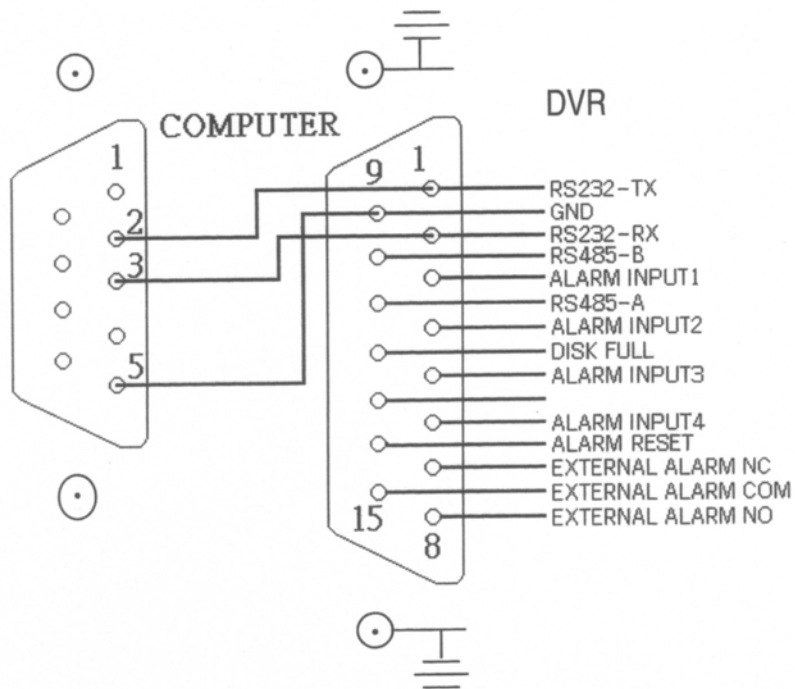 DVR
COMPUTER
1
9 1
RS232-TX
GND
2
RS232-RX
RS485-B
3
ALARM INPUT1
RS485-A
ALARM INPUT2
DISK FULL
5
ALARM INPUT3
ALARM INPUT4
ALARM RESET
EXTERNAL ALARM NC
EXTERNAL ALARM COM
15
EXTERNAL ALARM NO
8